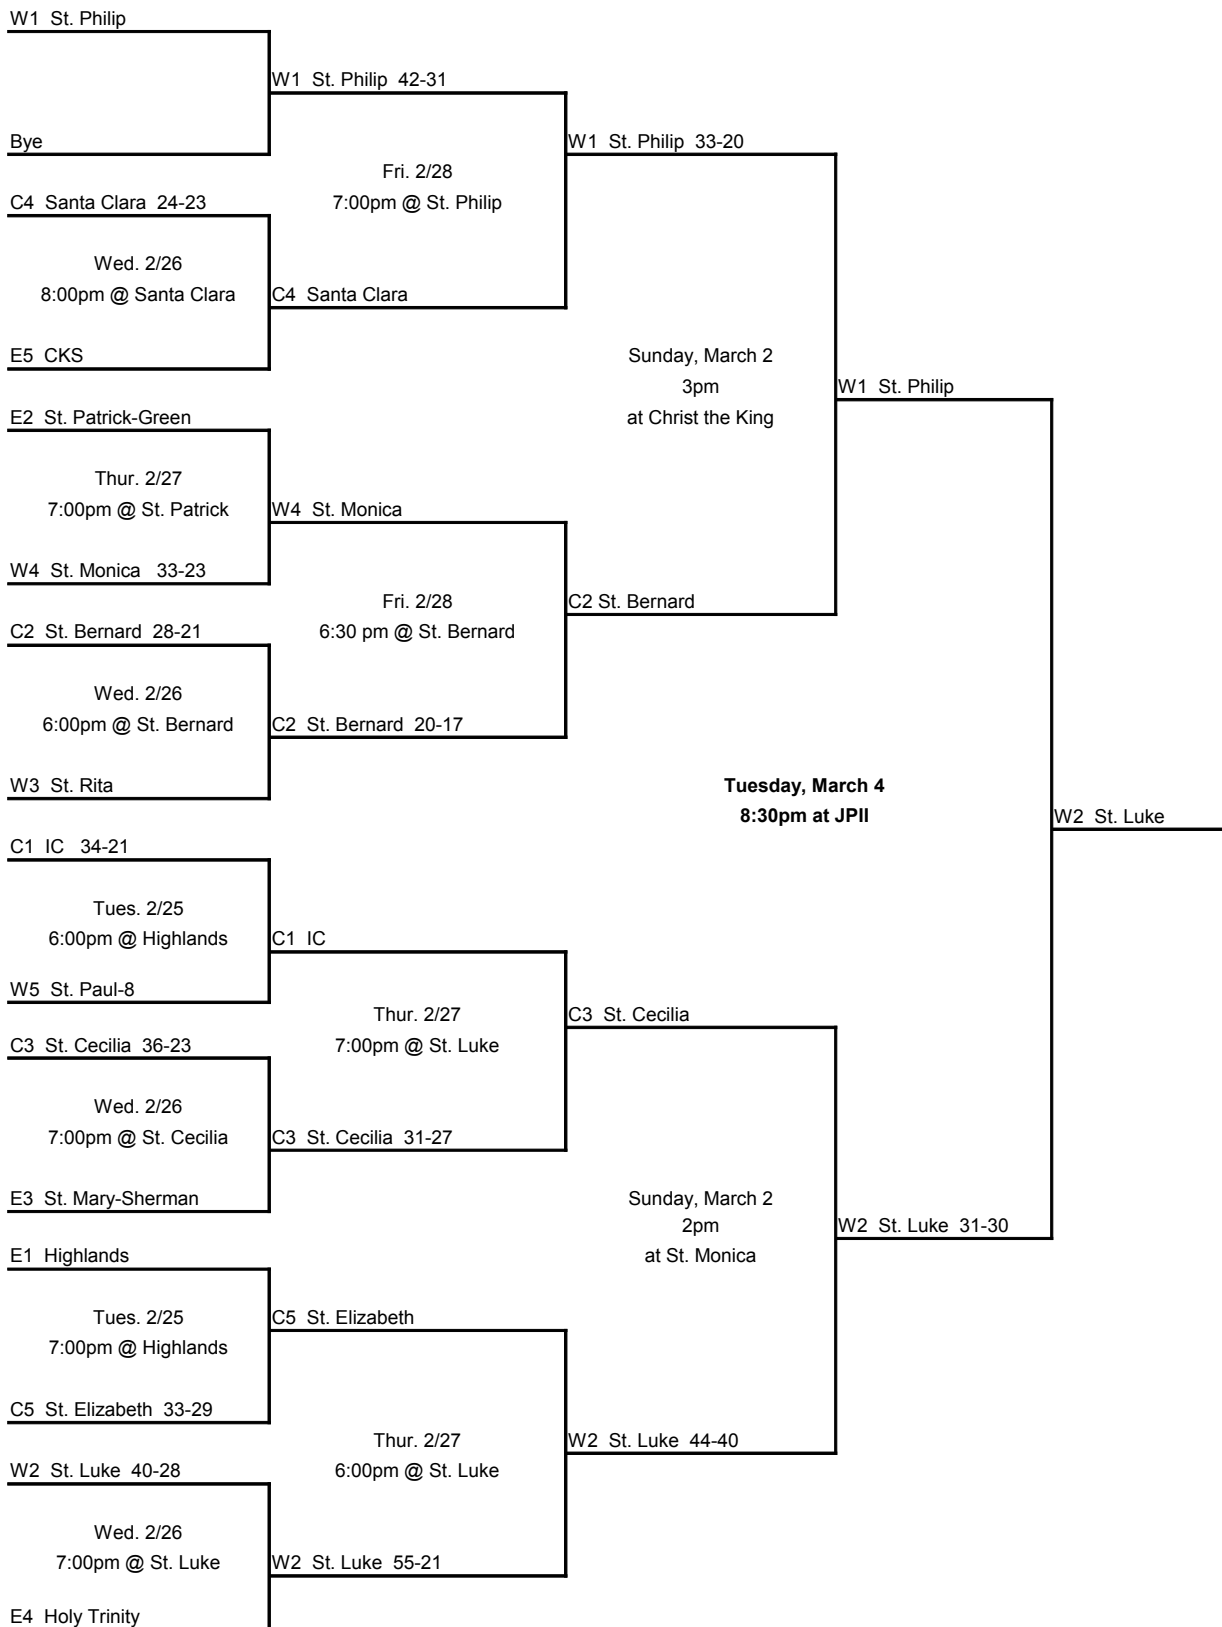 W1 St. Philip
W1 St. Philip 42-31
Bye
W1 St. Philip 33-20
Fri. 2/28
7:00pm @ St. Philip
C4 Santa Clara 24-23
Wed. 2/26
8:00pm @ Santa Clara
C4 Santa Clara
E5 CKS
Sunday, March 2
3pm
at Christ the King
W1 St. Philip
E2 St. Patrick-Green
Thur. 2/27
7:00pm @ St. Patrick
W4 St. Monica
W4 St. Monica 33-23
Fri. 2/28
6:30 pm @ St. Bernard
C2 St. Bernard
C2 St. Bernard 28-21
Wed. 2/26
6:00pm @ St. Bernard
C2 St. Bernard 20-17
W3 St. Rita
Tuesday, March 4
8:30pm at JPII
W2 St. Luke
C1 IC 34-21
Tues. 2/25
6:00pm @ Highlands
C1 IC
W5 St. Paul-8
Thur. 2/27
7:00pm @ St. Luke
C3 St. Cecilia
C3 St. Cecilia 36-23
Wed. 2/26
7:00pm @ St. Cecilia
C3 St. Cecilia 31-27
E3 St. Mary-Sherman
Sunday, March 2
2pm
at St. Monica
W2 St. Luke 31-30
E1 Highlands
Tues. 2/25
7:00pm @ Highlands
C5 St. Elizabeth
C5 St. Elizabeth 33-29
Thur. 2/27
6:00pm @ St. Luke
W2 St. Luke 44-40
W2 St. Luke 40-28
Wed. 2/26
7:00pm @ St. Luke
W2 St. Luke 55-21
E4 Holy Trinity